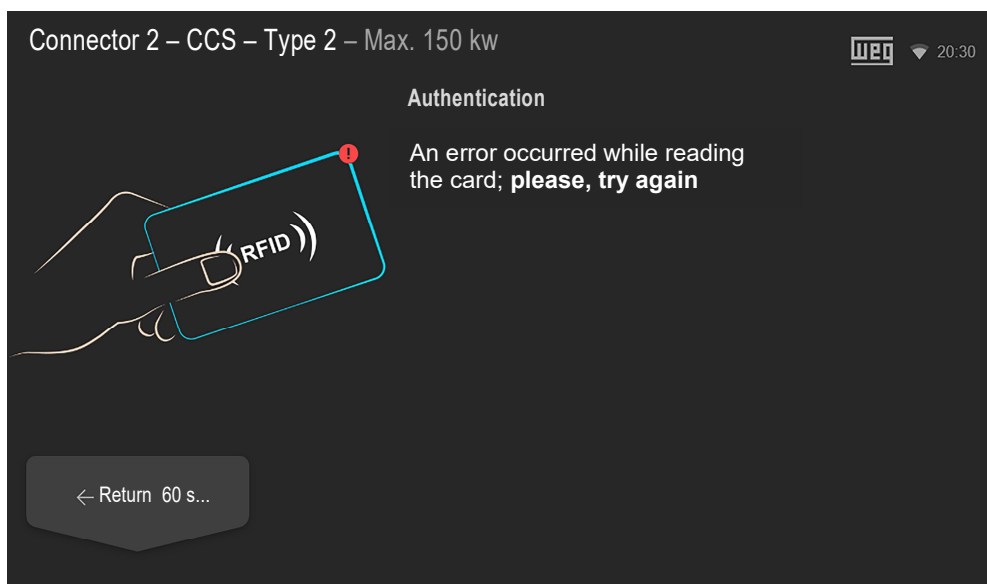 Connector 2 – CCS – Type 2 – Max. 150 kw
WEG
20:30
Authentication
An error occurred while reading
the card; please, try again
RFID
Return 60 s...